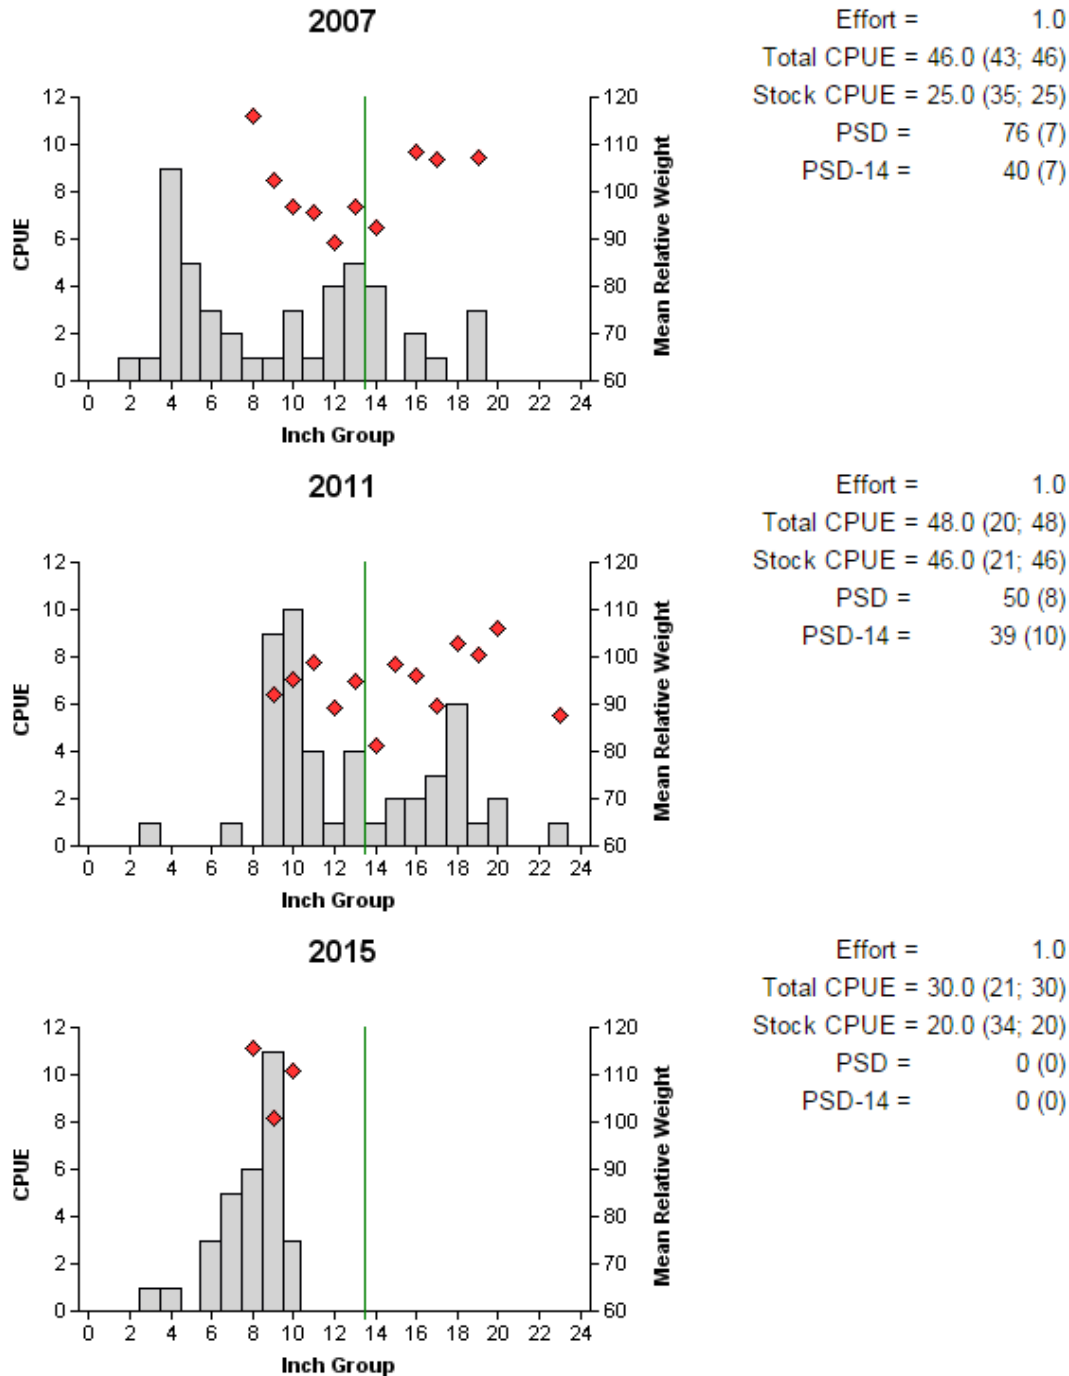 2007
Effort = 1.0
Total CPUE = 46.0 (43; 46)
Stock CPUE = 25.0 (35; 25)
PSD = 76 (7)
PSD-14 = 40 (7)
12 120
10 110
8 100
6 90
4 80
2 70
0 60
CPUE
Mean Relative Weight
0 2 4 6 8 10 12 14 16 18 20 22 24
Inch Group
2011
Effort = 1.0
Total CPUE = 48.0 (20; 48)
Stock CPUE = 46.0 (21; 46)
PSD = 50 (8)
PSD-14 = 39 (10)
12 120
10 110
8 100
6 90
4 80
2 70
0 60
CPUE
Mean Relative Weight
0 2 4 6 8 10 12 14 16 18 20 22 24
Inch Group
2015
Effort = 1.0
Total CPUE = 30.0 (21; 30)
Stock CPUE = 20.0 (34; 20)
PSD = 0 (0)
PSD-14 = 0 (0)
12 120
10 110
8 100
6 90
4 80
2 70
0 60
CPUE
Mean Relative Weight
0 2 4 6 8 10 12 14 16 18 20 22 24
Inch Group